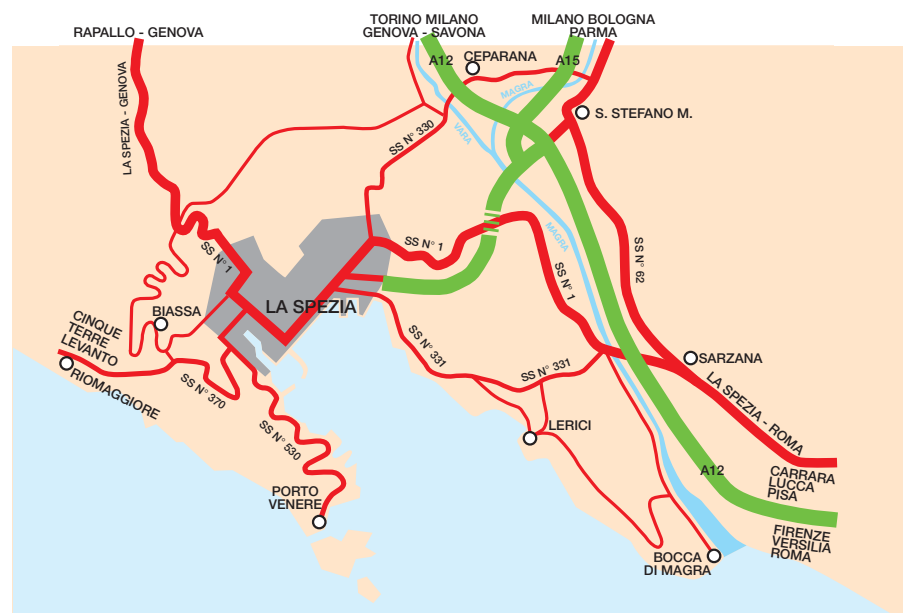 RAPALLO - GENOVA
TORINO MILANO
GENOVA - SAVONA
MILANO BOLOGNA
PARMA
A12
CEPARANA
A15
LA SPEZIA - GENOVA
MAGRA
VARA
S. STEFANO M.
SS N° 330
SS N° 1
SS N° 1
MAGRA
SS N° 62
SS N° 1
LA SPEZIA
BIASSA
CINQUE
TERRE
LEVANTO
RIOMAGGIORE
SS N° 370
SS N° 331
SS N° 331
SARZANA
LA SPEZIA - ROMA
SS N° 530
LERICI
A12
CARRARA
LUCCA
PISA
PORTO
VENERE
FIRENZE
VERSILIA
ROMA
BOCCA
DI MAGRA